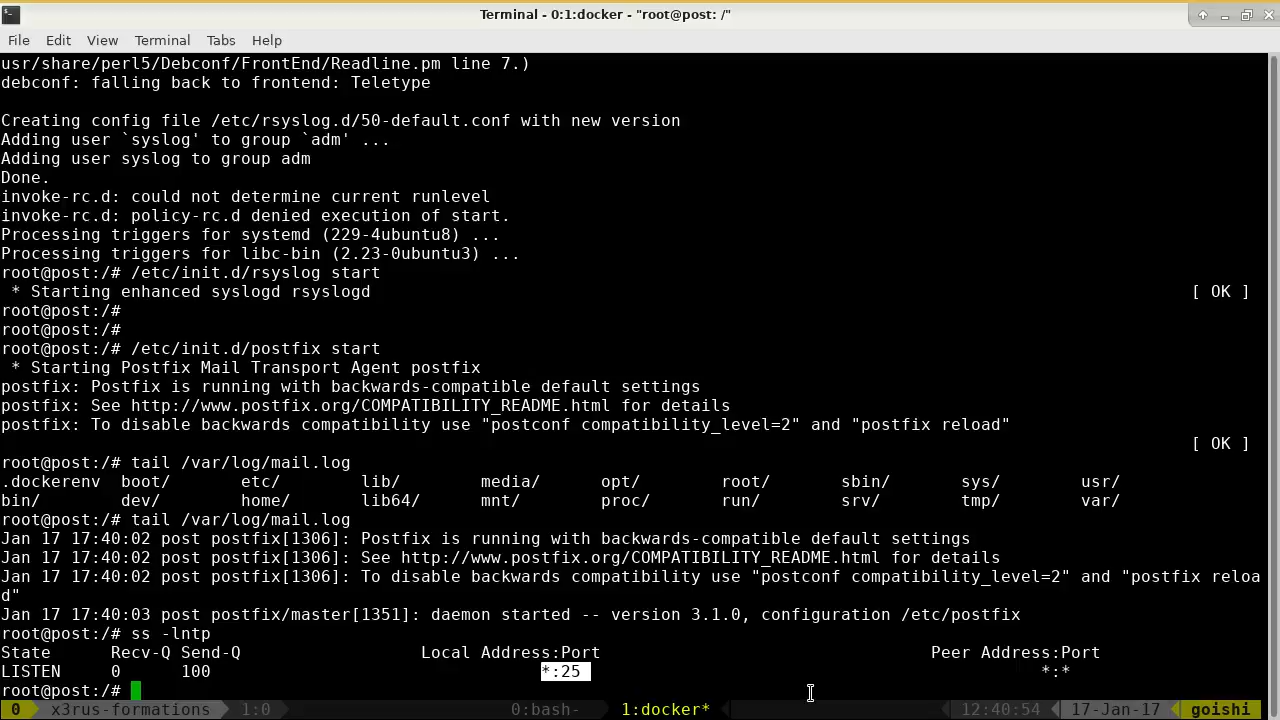 Terminal - 0:1:docker - "root@post: /"
File Edit View Terminal Tabs Help
usr/share/perl5/Debconf/FrontEnd/Readline.pm line 7.)
debconf: falling back to frontend: Teletype
Creating config file /etc/rsyslog.d/50-default.conf with new version
Adding user `syslog' to group `adm' ...
Adding user syslog to group adm
Done.
invoke-rc.d: could not determine current runlevel
invoke-rc.d: policy-rc.d denied execution of start.
Processing triggers for systemd (229-4ubuntu8) ...
Processing triggers for libc-bin (2.23-0ubuntu3) ...
root@post:/# /etc/init.d/rsyslog start
* Starting enhanced syslogd rsyslogd [ OK ]
root@post:/#
root@post:/#
root@post:/# /etc/init.d/postfix start
* Starting Postfix Mail Transport Agent postfix
postfix: Postfix is running with backwards-compatible default settings
postfix: See http://www.postfix.org/COMPATIBILITY_README.html for details
postfix: To disable backwards compatibility use "postconf compatibility_level=2" and "postfix reload"
[ OK ]
root@post:/# tail /var/log/mail.log
.dockerenv boot/ etc/ lib/ media/ opt/ root/ sbin/ sys/ usr/
bin/ dev/ home/ lib64/ mnt/ proc/ run/ srv/ tmp/ var/
root@post:/# tail /var/log/mail.log
Jan 17 17:40:02 post postfix[1306]: Postfix is running with backwards-compatible default settings
Jan 17 17:40:02 post postfix[1306]: See http://www.postfix.org/COMPATIBILITY_README.html for details
Jan 17 17:40:02 post postfix[1306]: To disable backwards compatibility use "postconf compatibility_level=2" and "postfix reloa
d"
Jan 17 17:40:03 post postfix/master[1351]: daemon started -- version 3.1.0, configuration /etc/postfix
root@post:/# ss -lntp
State Recv-Q Send-Q Local Address:Port Peer Address:Port
LISTEN 0 100 *:25 *:*
root@post:/#
0 x3rus-formations 1:0 0:bash- 1:docker* 12:40:54 17-Jan-17 goishi